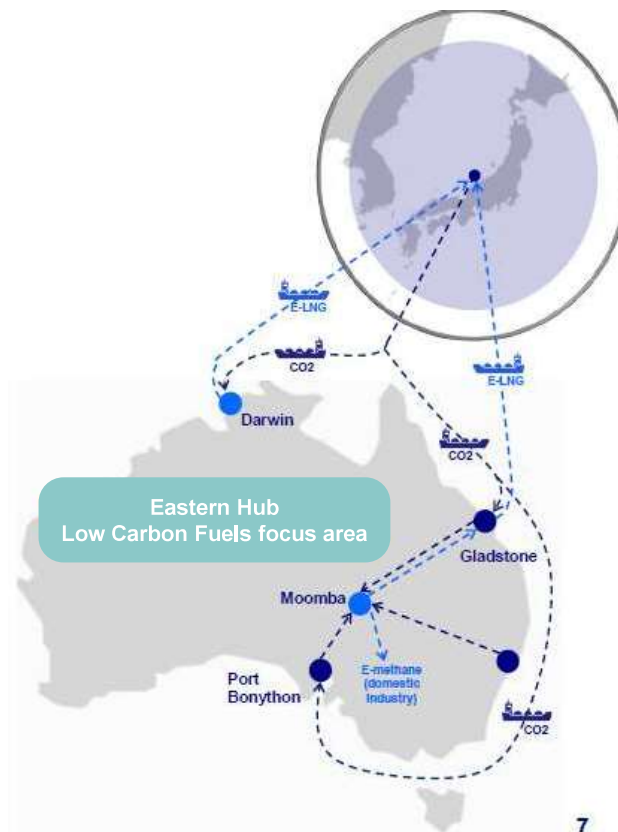 E-LNG
CO2
E-LNG
Darwin
CO2
Eastern Hub
Low Carbon Fuels focus area
Gladstone
Moomba
E-methane
(domestic
industry)
Port
Bonython
CO2
7